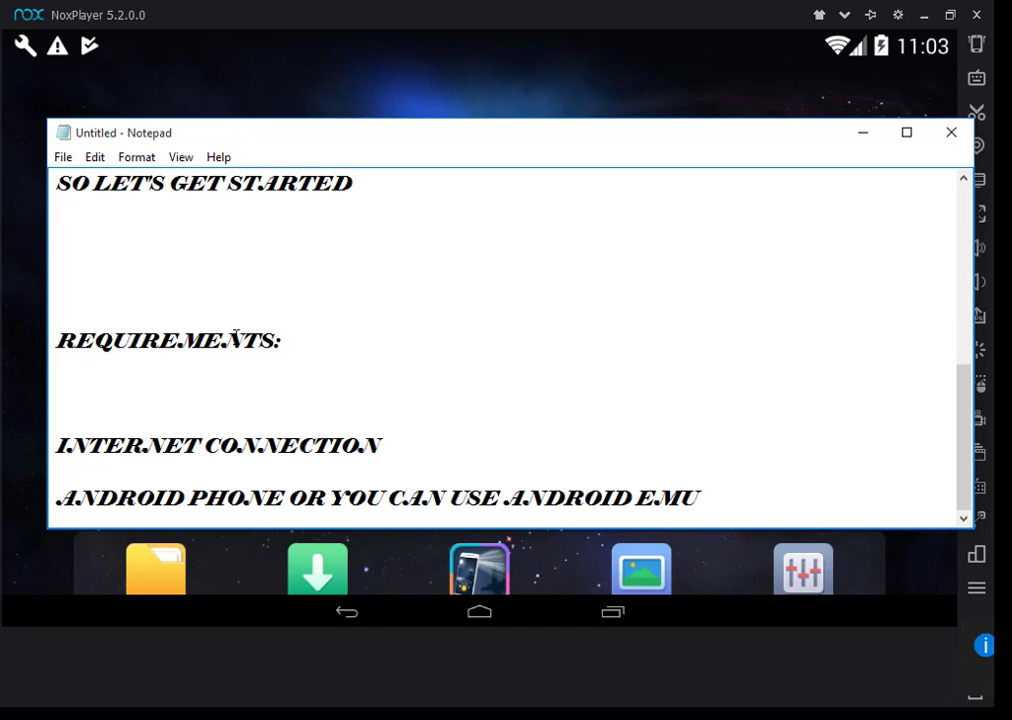 nox NoxPlayer 5.2.0.0
11:03
Untitled - Notepad
File Edit Format View Help
SO LET'S GET STARTED
REQUIREMENTS:
INTERNET CONNECTION
ANDROID PHONE OR YOU CAN USE ANDROID EMU